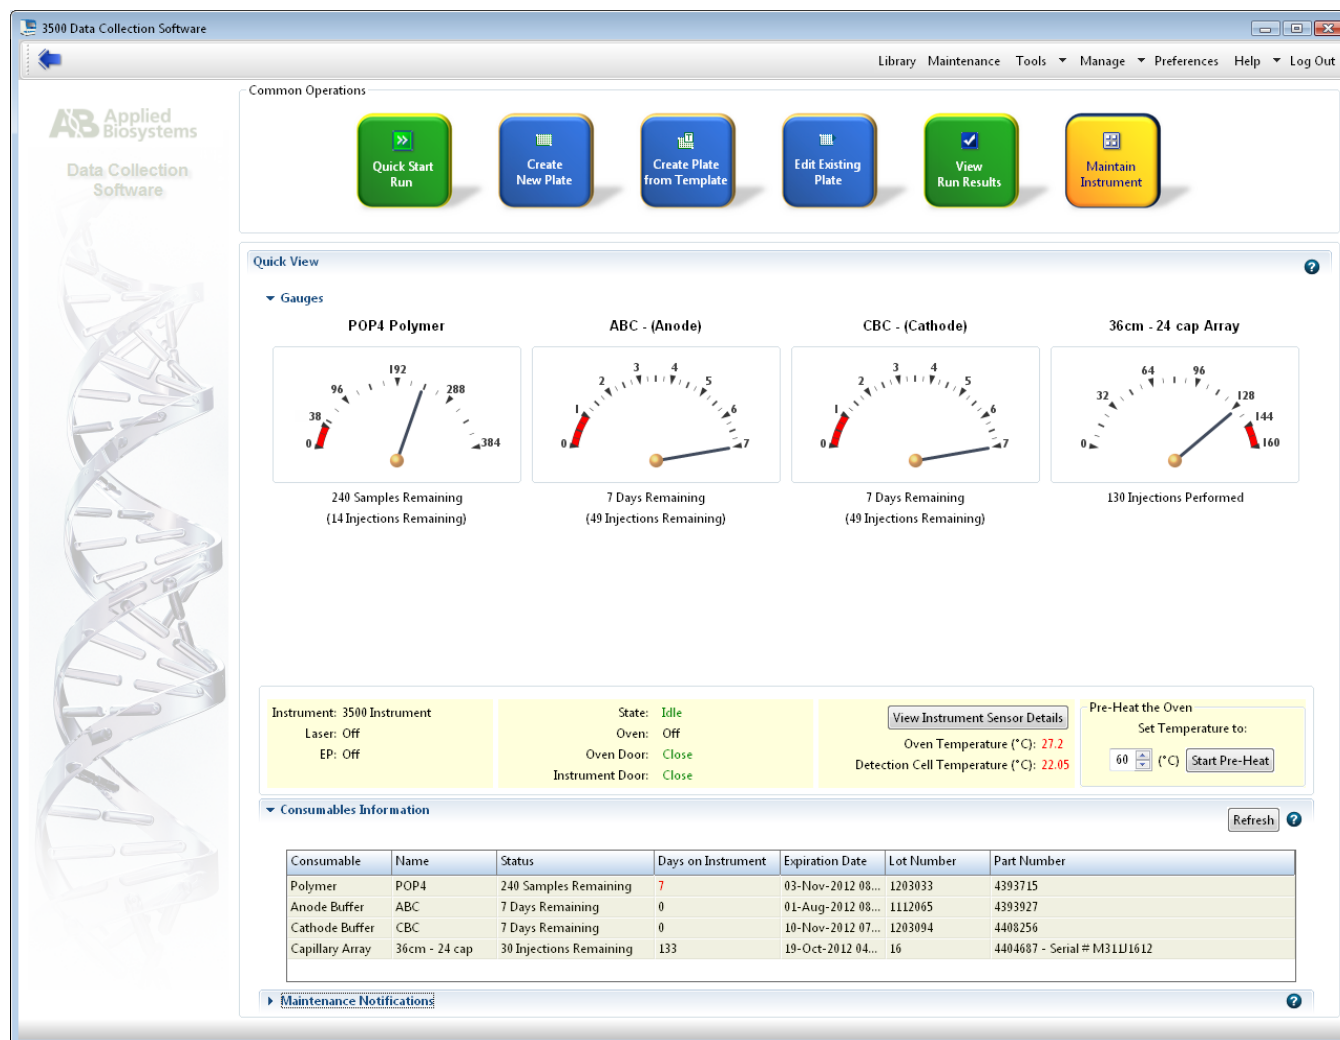 3500 Data Collection Software
Library Maintenance Tools Manage Preferences Help Log Out
AB Applied Biosystems
Data Collection
Software
Common Operations
Quick Start
Run
Create
New Plate
Create Plate
from Template
Edit Existing
Plate
View
Run Results
Maintain
Instrument
Quick View
Gauges
POP4 Polymer
0 38 96 192 288 384
240 Samples Remaining
(14 Injections Remaining)
ABC - (Anode)
0 1 2 3 4 5 6 7
7 Days Remaining
(49 Injections Remaining)
CBC - (Cathode)
0 1 2 3 4 5 6 7
7 Days Remaining
(49 Injections Remaining)
36cm - 24 cap Array
0 32 64 96 128 144 160
130 Injections Performed
Instrument: 3500 Instrument
Laser: Off
EP: Off
State: Idle
Oven: Off
Oven Door: Close
Instrument Door: Close
View Instrument Sensor Details
Oven Temperature (°C): 27.2
Detection Cell Temperature (°C): 22.05
Pre-Heat the Oven
Set Temperature to:
60 (°C) Start Pre-Heat
Consumables Information
Refresh
Consumable Name Status Days on Instrument Expiration Date Lot Number Part Number
Polymer POP4 240 Samples Remaining 7 03-Nov-2012 08... 1203033 4393715
Anode Buffer ABC 7 Days Remaining 0 01-Aug-2012 08... 1112065 4393927
Cathode Buffer CBC 7 Days Remaining 0 10-Nov-2012 07... 1203094 4408256
Capillary Array 36cm - 24 cap 30 Injections Remaining 133 19-Oct-2012 04... 16 4404687 - Serial # M311J1612
Maintenance Notifications